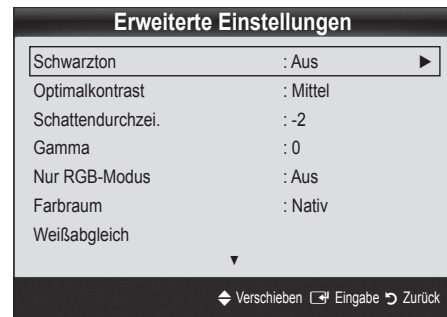 Erweiterte Einstellungen
Schwarzton : Aus ▶
Optimalkontrast : Mittel
Schattendurchzei. : -2
Gamma : 0
Nur RGB-Modus : Aus
Farbraum : Nativ
Weißabgleich
▼
Verschieben Eingabe Zurück